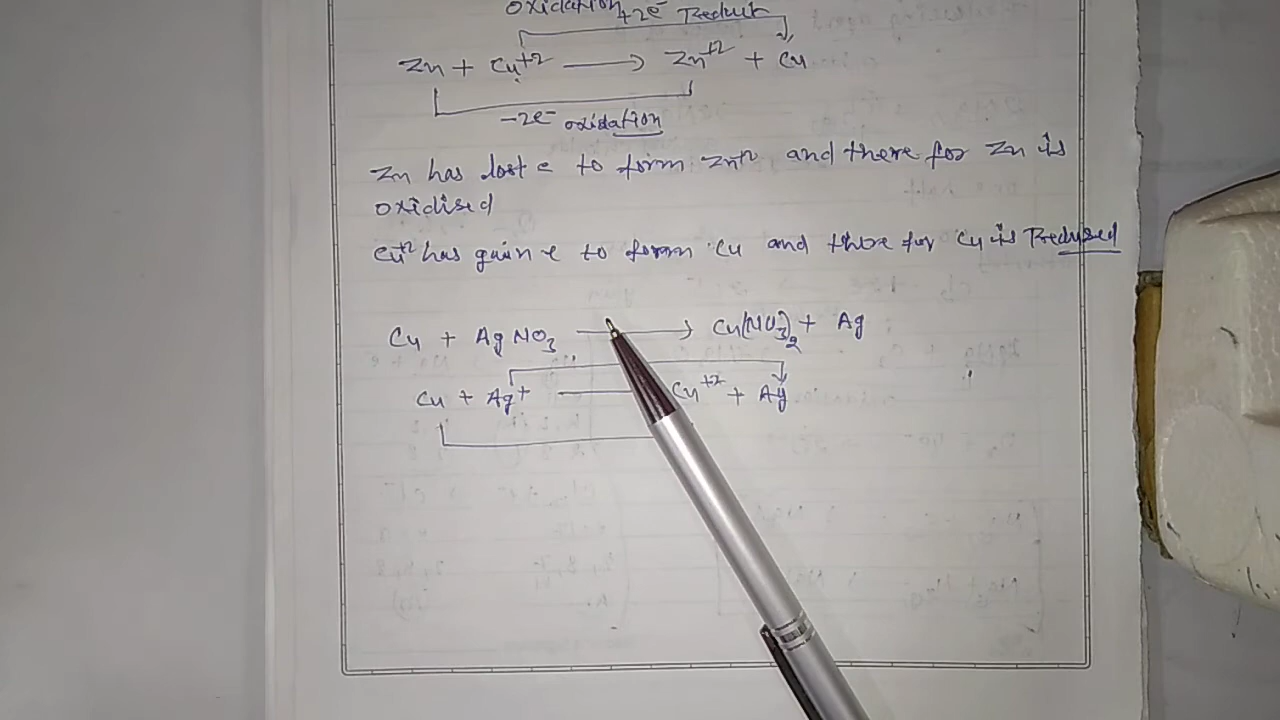 oxidation +2e⁻ Reduct
Zn + Cu⁺² ⟶ Zn⁺² + Cu
-2e⁻ oxidation
Zn has lost e to form Zn⁺² and there for Zn is
oxidised
Cu⁺² has gain e to form Cu and there for Cu is Reduced
Cu + AgNO₃ ⟶ Cu(NO₃)₂ + Ag
Cu + Ag⁺ ⟶ Cu⁺² + Ag